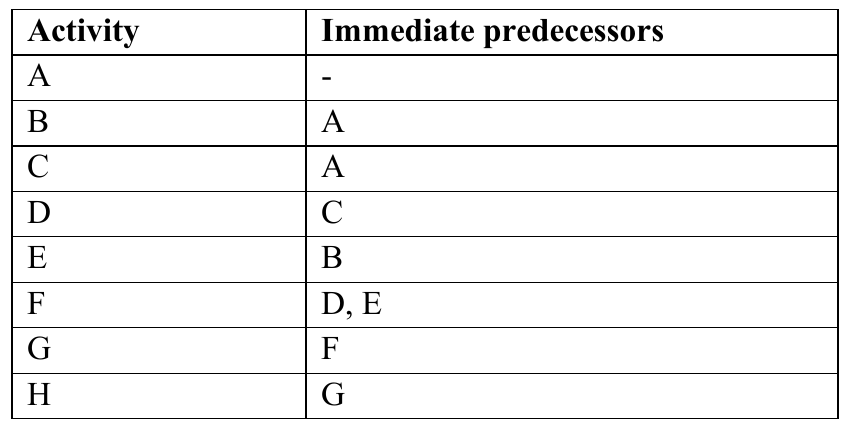 Activity Immediate predecessors
A -
B A
C A
D C
E B
F D, E
G F
H G